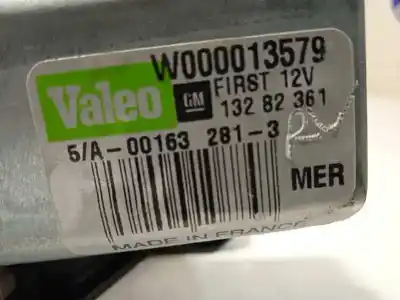 W000013579
Valeo
GM
FIRST 12V
132 82 361
5/A-00163 281-3
MER
MADE IN FRANCE